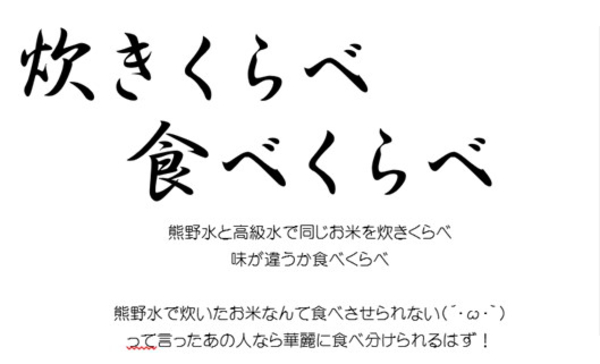 炊きくらべ
食べくらべ
熊野水と高級水で同じお米を炊きくらべ
味が違うか食べくらべ
熊野水で炊いたお米なんて食べさせられない(´･ω･`)
って言ったあの人なら華麗に食べ分けられるはず！